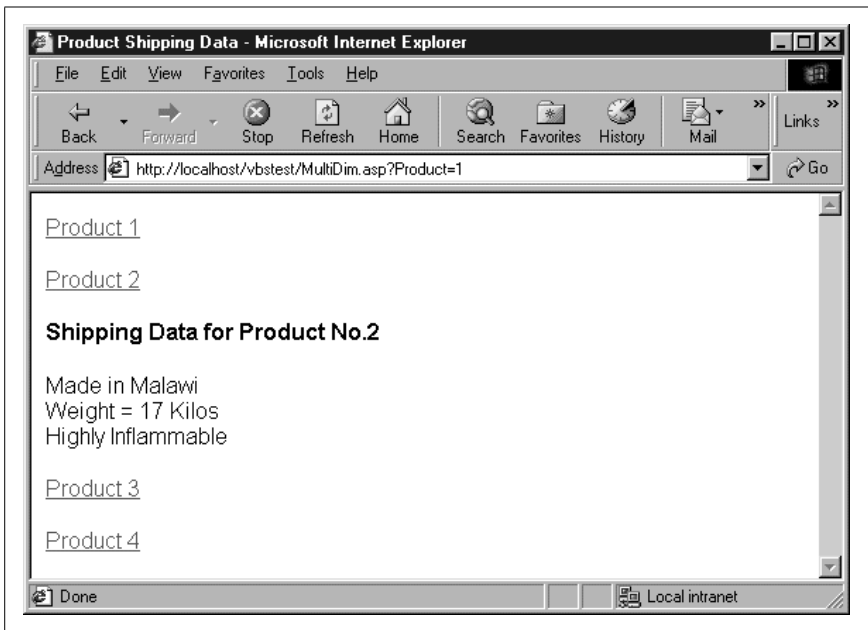 Product Shipping Data - Microsoft Internet Explorer
File Edit View Favorites Tools Help
Back Forward Stop Refresh Home Search Favorites History Mail » Links »
Address http://localhost/vbstest/MultiDim.asp?Product=1 Go
Product 1
Product 2
Shipping Data for Product No.2
Made in Malawi
Weight = 17 Kilos
Highly Inflammable
Product 3
Product 4
Done Local intranet